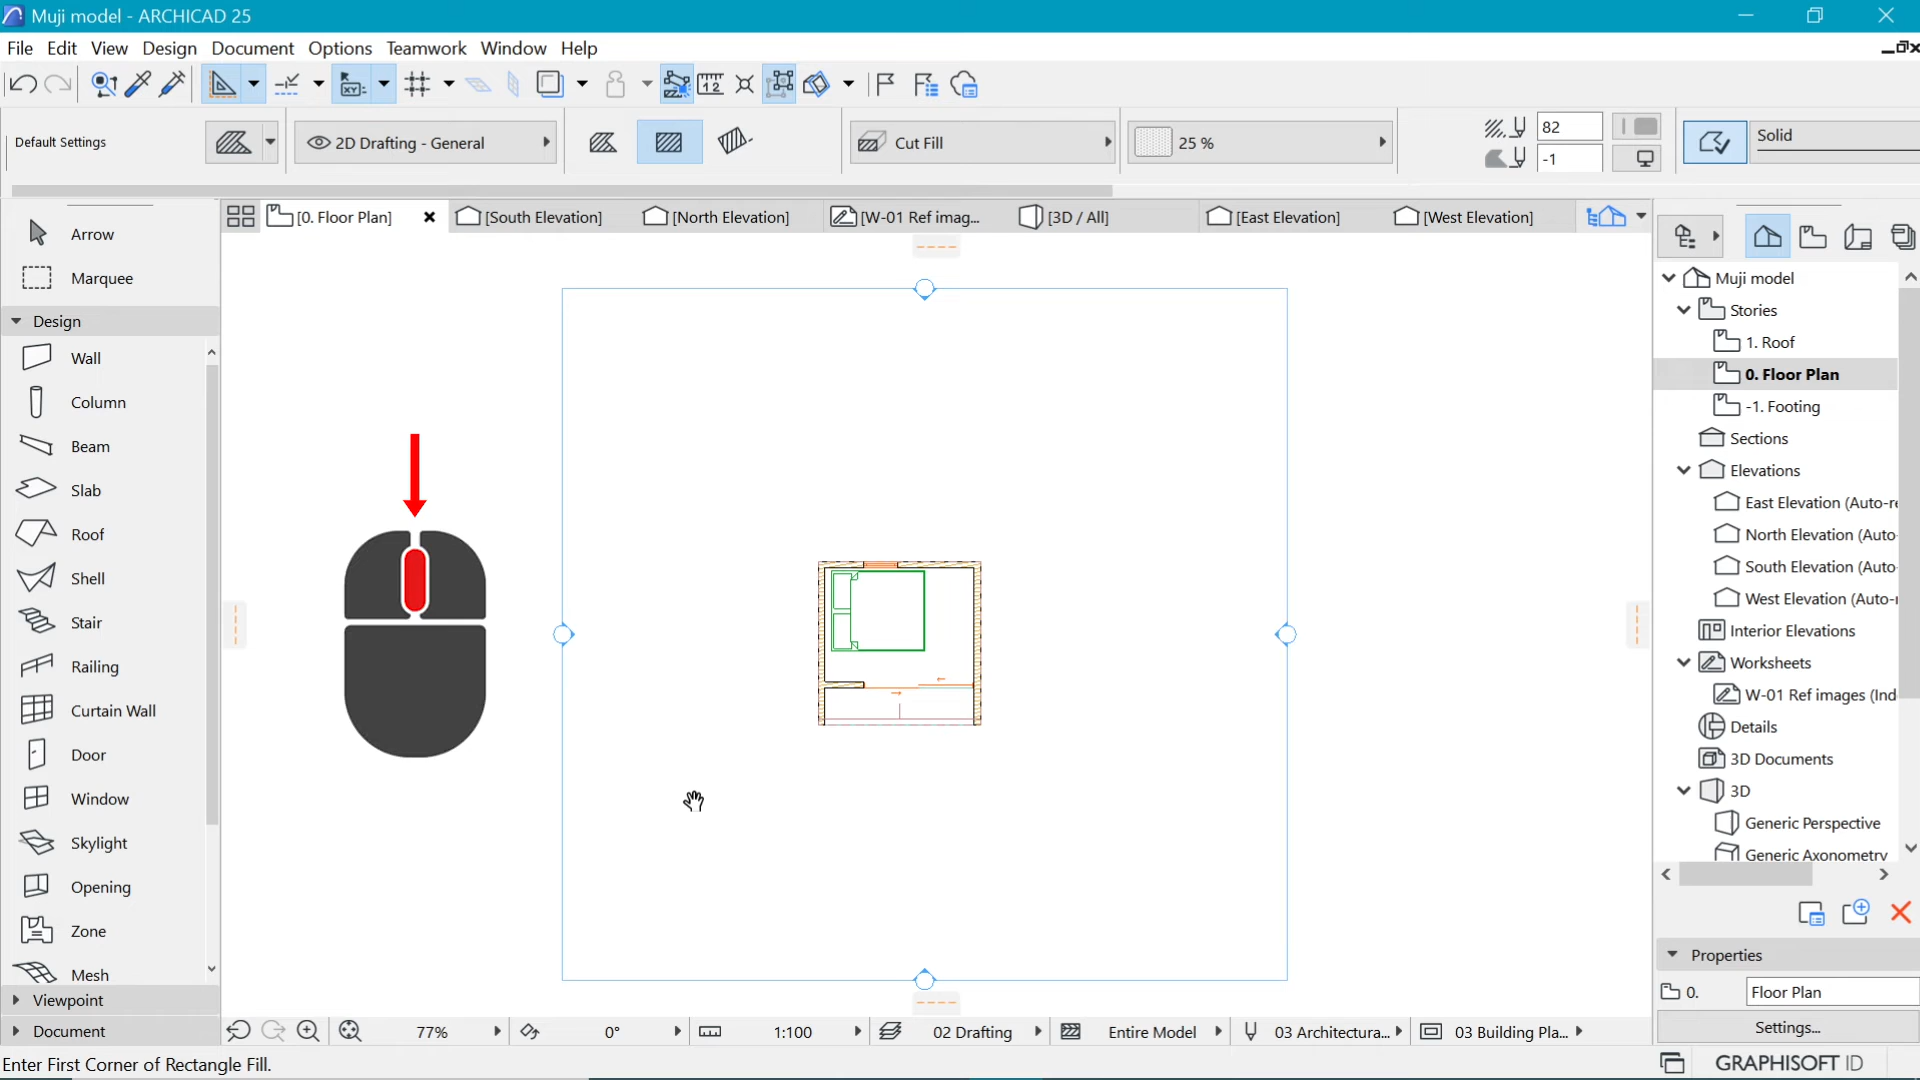 Muji model - ARCHICAD 25
File Edit View Design Document Options Teamwork Window Help
Default Settings
2D Drafting - General
Cut Fill
25 %
82
-1
Solid
[0. Floor Plan]
[South Elevation]
[North Elevation]
[W-01 Ref imag...
[3D / All]
[East Elevation]
[West Elevation]
Arrow
Marquee
Design
Wall
Column
Beam
Slab
Roof
Shell
Stair
Railing
Curtain Wall
Door
Window
Skylight
Opening
Zone
Mesh
Viewpoint
Document
Muji model
Stories
1. Roof
0. Floor Plan
-1. Footing
Sections
Elevations
East Elevation (Auto-re
North Elevation (Auto-
South Elevation (Auto-
West Elevation (Auto-r
Interior Elevations
Worksheets
W-01 Ref images (Ind
Details
3D Documents
3D
Generic Perspective
Generic Axonometry
Properties
0.
Floor Plan
Settings...
77%
0°
1:100
02 Drafting
Entire Model
03 Architectura...
03 Building Pla...
Enter First Corner of Rectangle Fill.
GRAPHISOFT ID